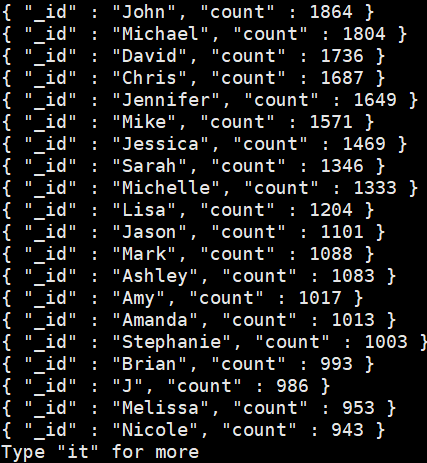 { "_id" : "John", "count" : 1864 }
{ "_id" : "Michael", "count" : 1804 }
{ "_id" : "David", "count" : 1736 }
{ "_id" : "Chris", "count" : 1687 }
{ "_id" : "Jennifer", "count" : 1649 }
{ "_id" : "Mike", "count" : 1571 }
{ "_id" : "Jessica", "count" : 1469 }
{ "_id" : "Sarah", "count" : 1346 }
{ "_id" : "Michelle", "count" : 1333 }
{ "_id" : "Lisa", "count" : 1204 }
{ "_id" : "Jason", "count" : 1101 }
{ "_id" : "Mark", "count" : 1088 }
{ "_id" : "Ashley", "count" : 1083 }
{ "_id" : "Amy", "count" : 1017 }
{ "_id" : "Amanda", "count" : 1013 }
{ "_id" : "Stephanie", "count" : 1003 }
{ "_id" : "Brian", "count" : 993 }
{ "_id" : "J", "count" : 986 }
{ "_id" : "Melissa", "count" : 953 }
{ "_id" : "Nicole", "count" : 943 }
Type "it" for more